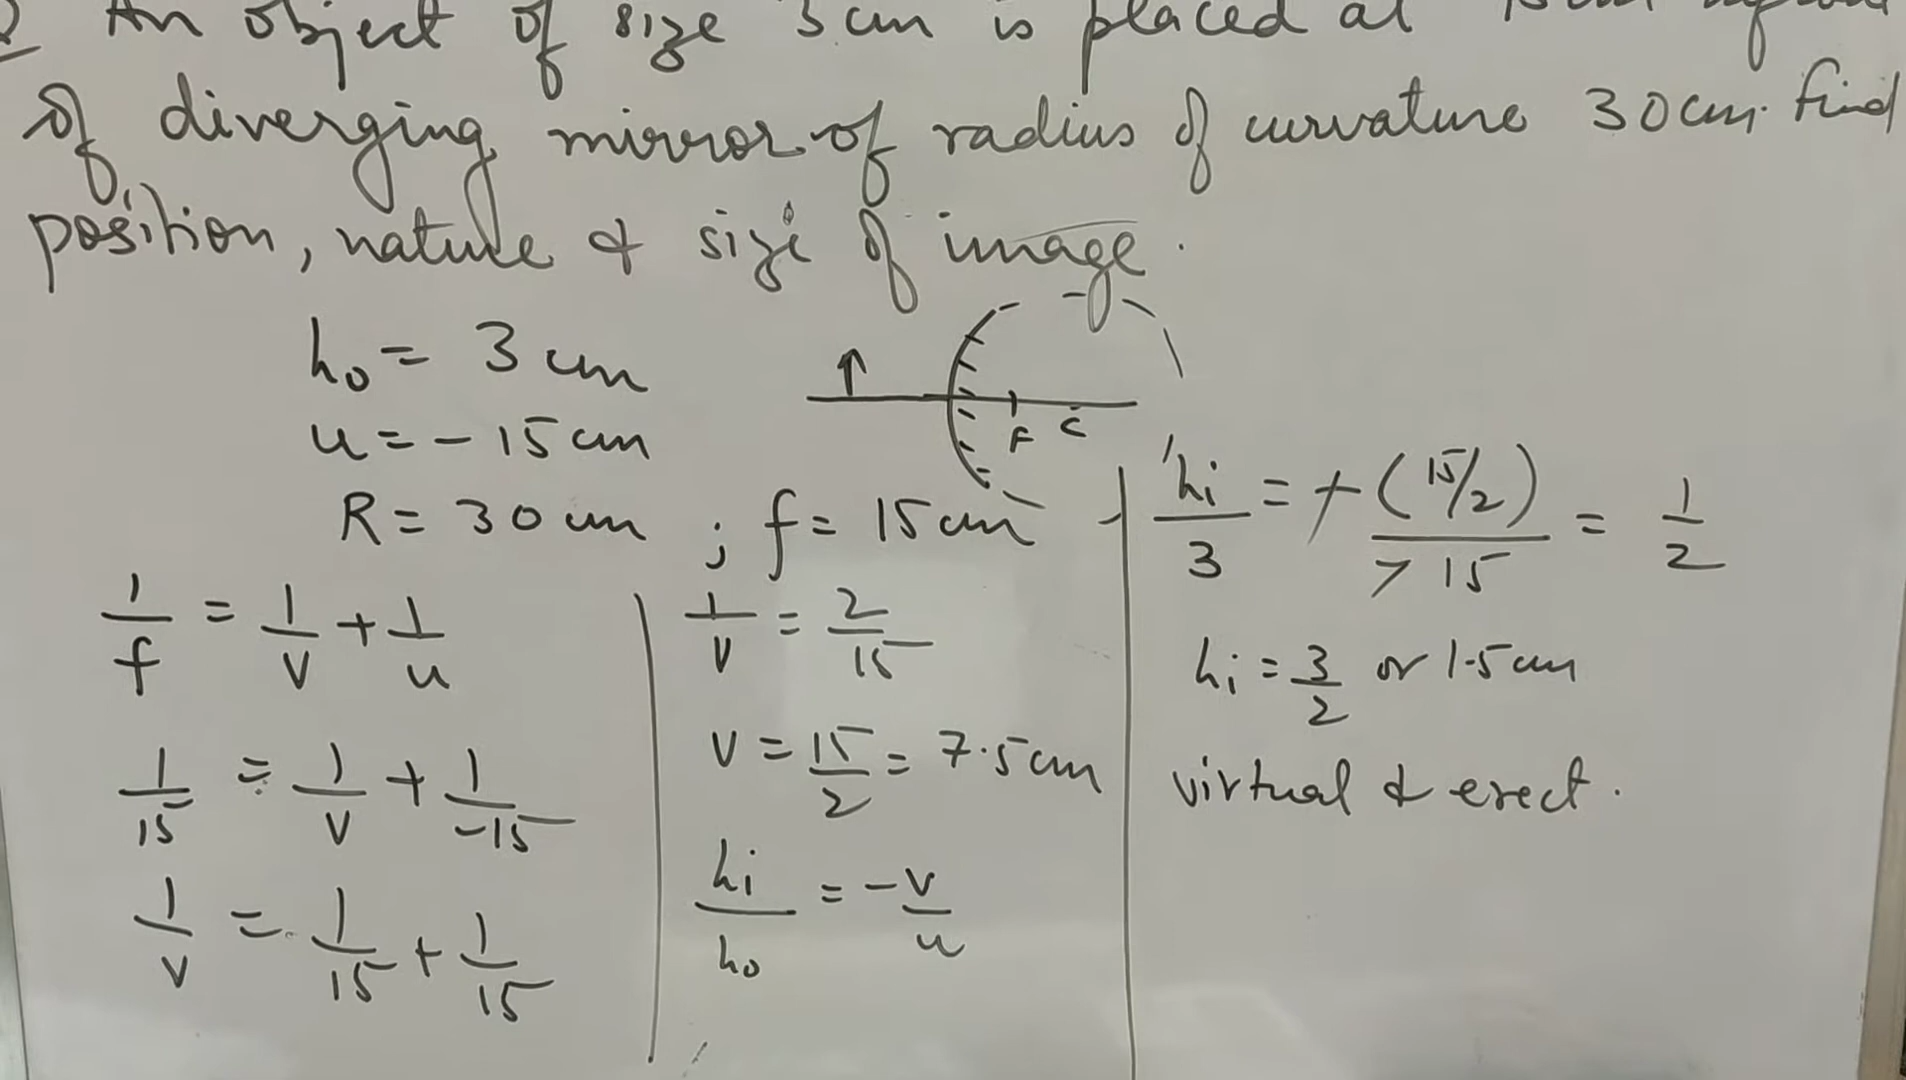 An object of size 3 cm is placed at 15 cm
of diverging mirror of radius of curvature 30cm. find
position, nature & size of image.
h₀ = 3 cm
u = - 15 cm
R = 30 cm ; f = 15 cm
F C
1/f = 1/v + 1/u
1/15 = 1/v + 1/-15
1/v = 1/15 + 1/15
1/v = 2/15
v = 15/2 = 7.5 cm
hi/h₀ = -v/u
hi/3 = +(15/2)/-15 = 1/2
hi = 3/2 or 1.5 cm
virtual & erect.